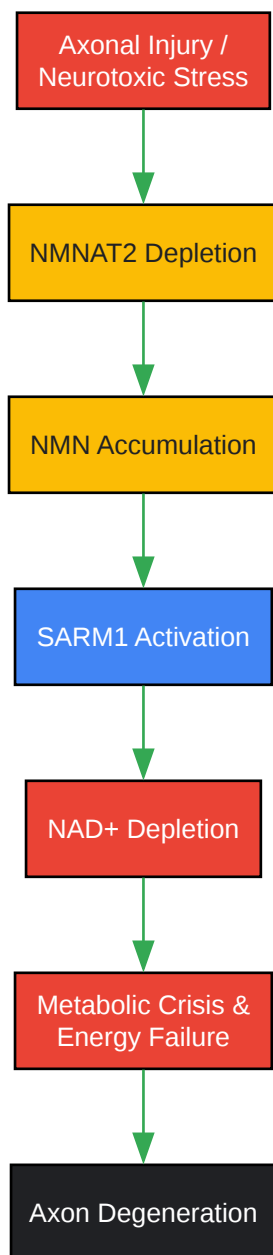 Axonal Injury /
Neurotoxic Stress
NMNAT2 Depletion
NMN Accumulation
SARM1 Activation
NAD+ Depletion
Metabolic Crisis &
Energy Failure
Axon Degeneration